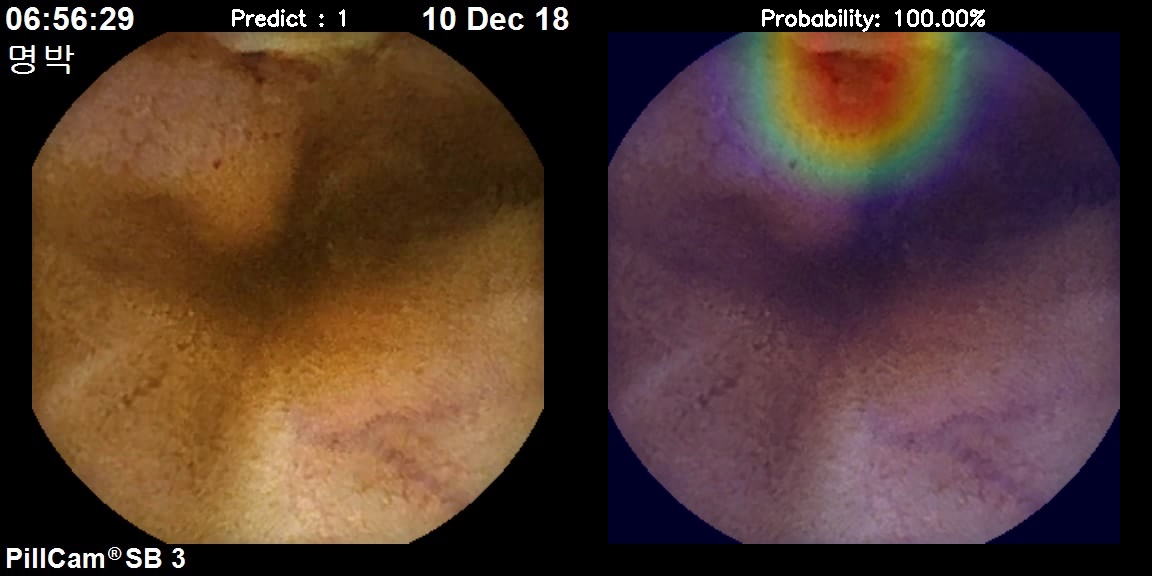 06:56:29 Predict : 1 10 Dec 18 Probability: 100.00%
명박
PillCam® SB 3